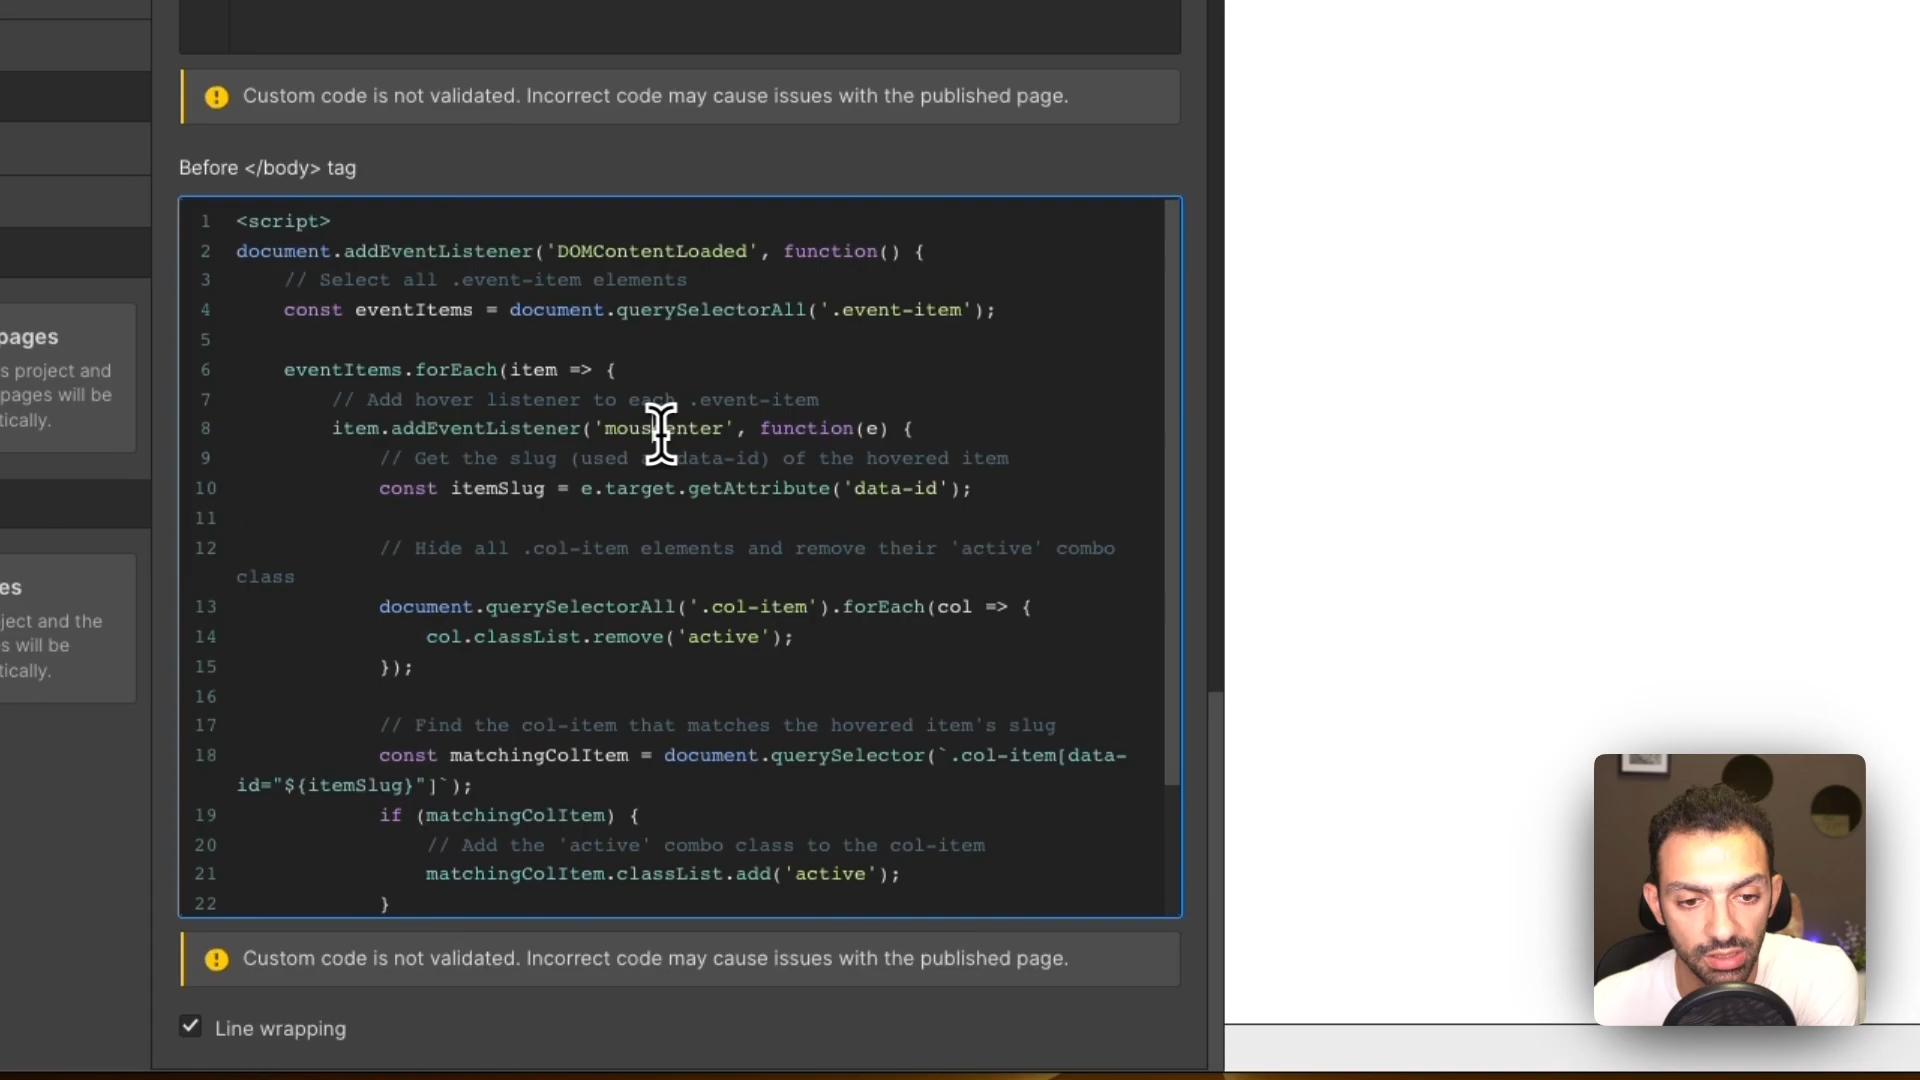 Custom code is not validated. Incorrect code may cause issues with the published page.
Before </body> tag
1 <script>
2 document.addEventListener('DOMContentLoaded', function() {
3 // Select all .event-item elements
4 const eventItems = document.querySelectorAll('.event-item');
5
6 eventItems.forEach(item => {
7 // Add hover listener to each .event-item
8 item.addEventListener('mouseenter', function(e) {
9 // Get the slug (used as data-id) of the hovered item
10 const itemSlug = e.target.getAttribute('data-id');
11
12 // Hide all .col-item elements and remove their 'active' combo
class
13 document.querySelectorAll('.col-item').forEach(col => {
14 col.classList.remove('active');
15 });
16
17 // Find the col-item that matches the hovered item's slug
18 const matchingColItem = document.querySelector(`.col-item[data-
id="${itemSlug}"]`);
19 if (matchingColItem) {
20 // Add the 'active' combo class to the col-item
21 matchingColItem.classList.add('active');
22 }
Custom code is not validated. Incorrect code may cause issues with the published page.
Line wrapping
pages
s project and
pages will be
tically.
es
ject and the
s will be
tically.